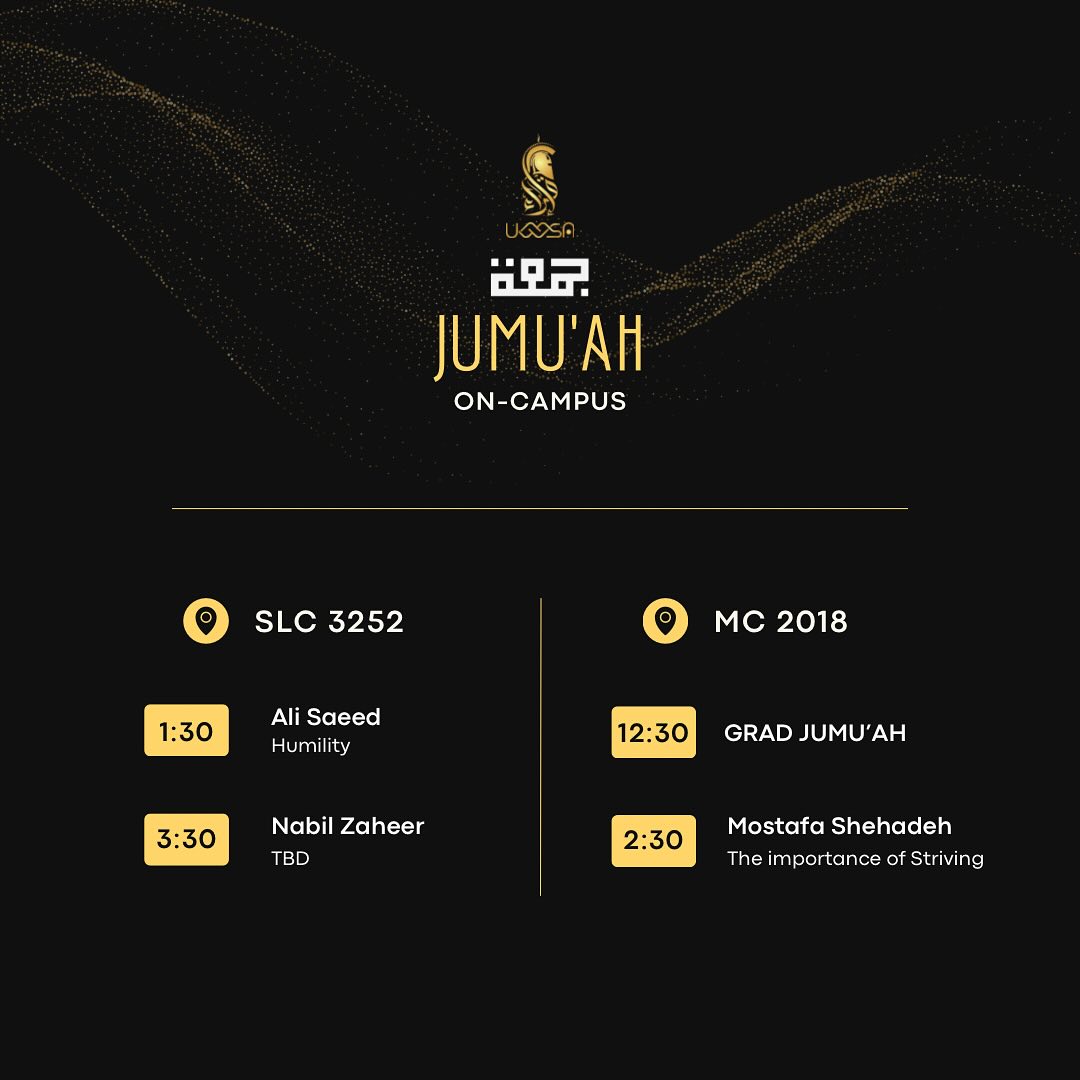 جمعة
JUMU'AH
ON-CAMPUS
SLC 3252
1:30
Ali Saeed
Humility
3:30
Nabil Zaheer
TBD
MC 2018
12:30
GRAD JUMU’AH
2:30
Mostafa Shehadeh
The importance of Striving